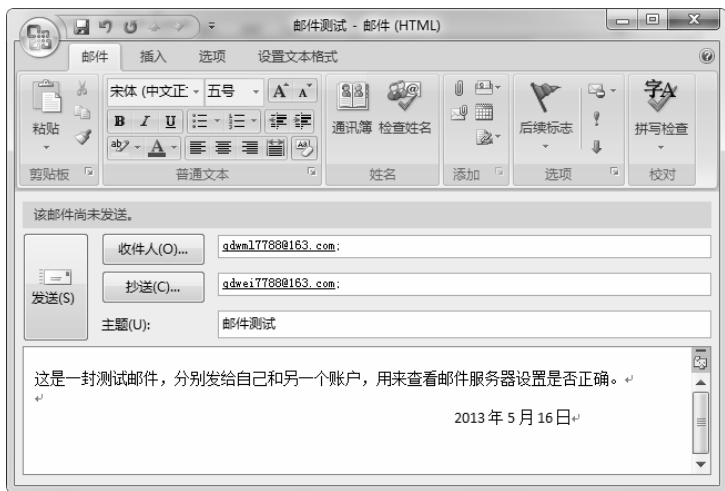 邮件测试 - 邮件 (HTML)
邮件 插入 选项 设置文本格式
粘贴
剪贴板
宋体 (中文正 五号 A A
B I U
ab A Aa
普通文本
通讯簿 检查姓名
姓名
添加
后续标志
选项
字A
拼写检查
校对
该邮件尚未发送。
发送(S)
收件人(O)... gdwml7788@163.com;
抄送(C)... gdwei7788@163.com;
主题(U): 邮件测试
这是一封测试邮件，分别发给自己和另一个账户，用来查看邮件服务器设置是否正确。
2013 年 5 月 16 日